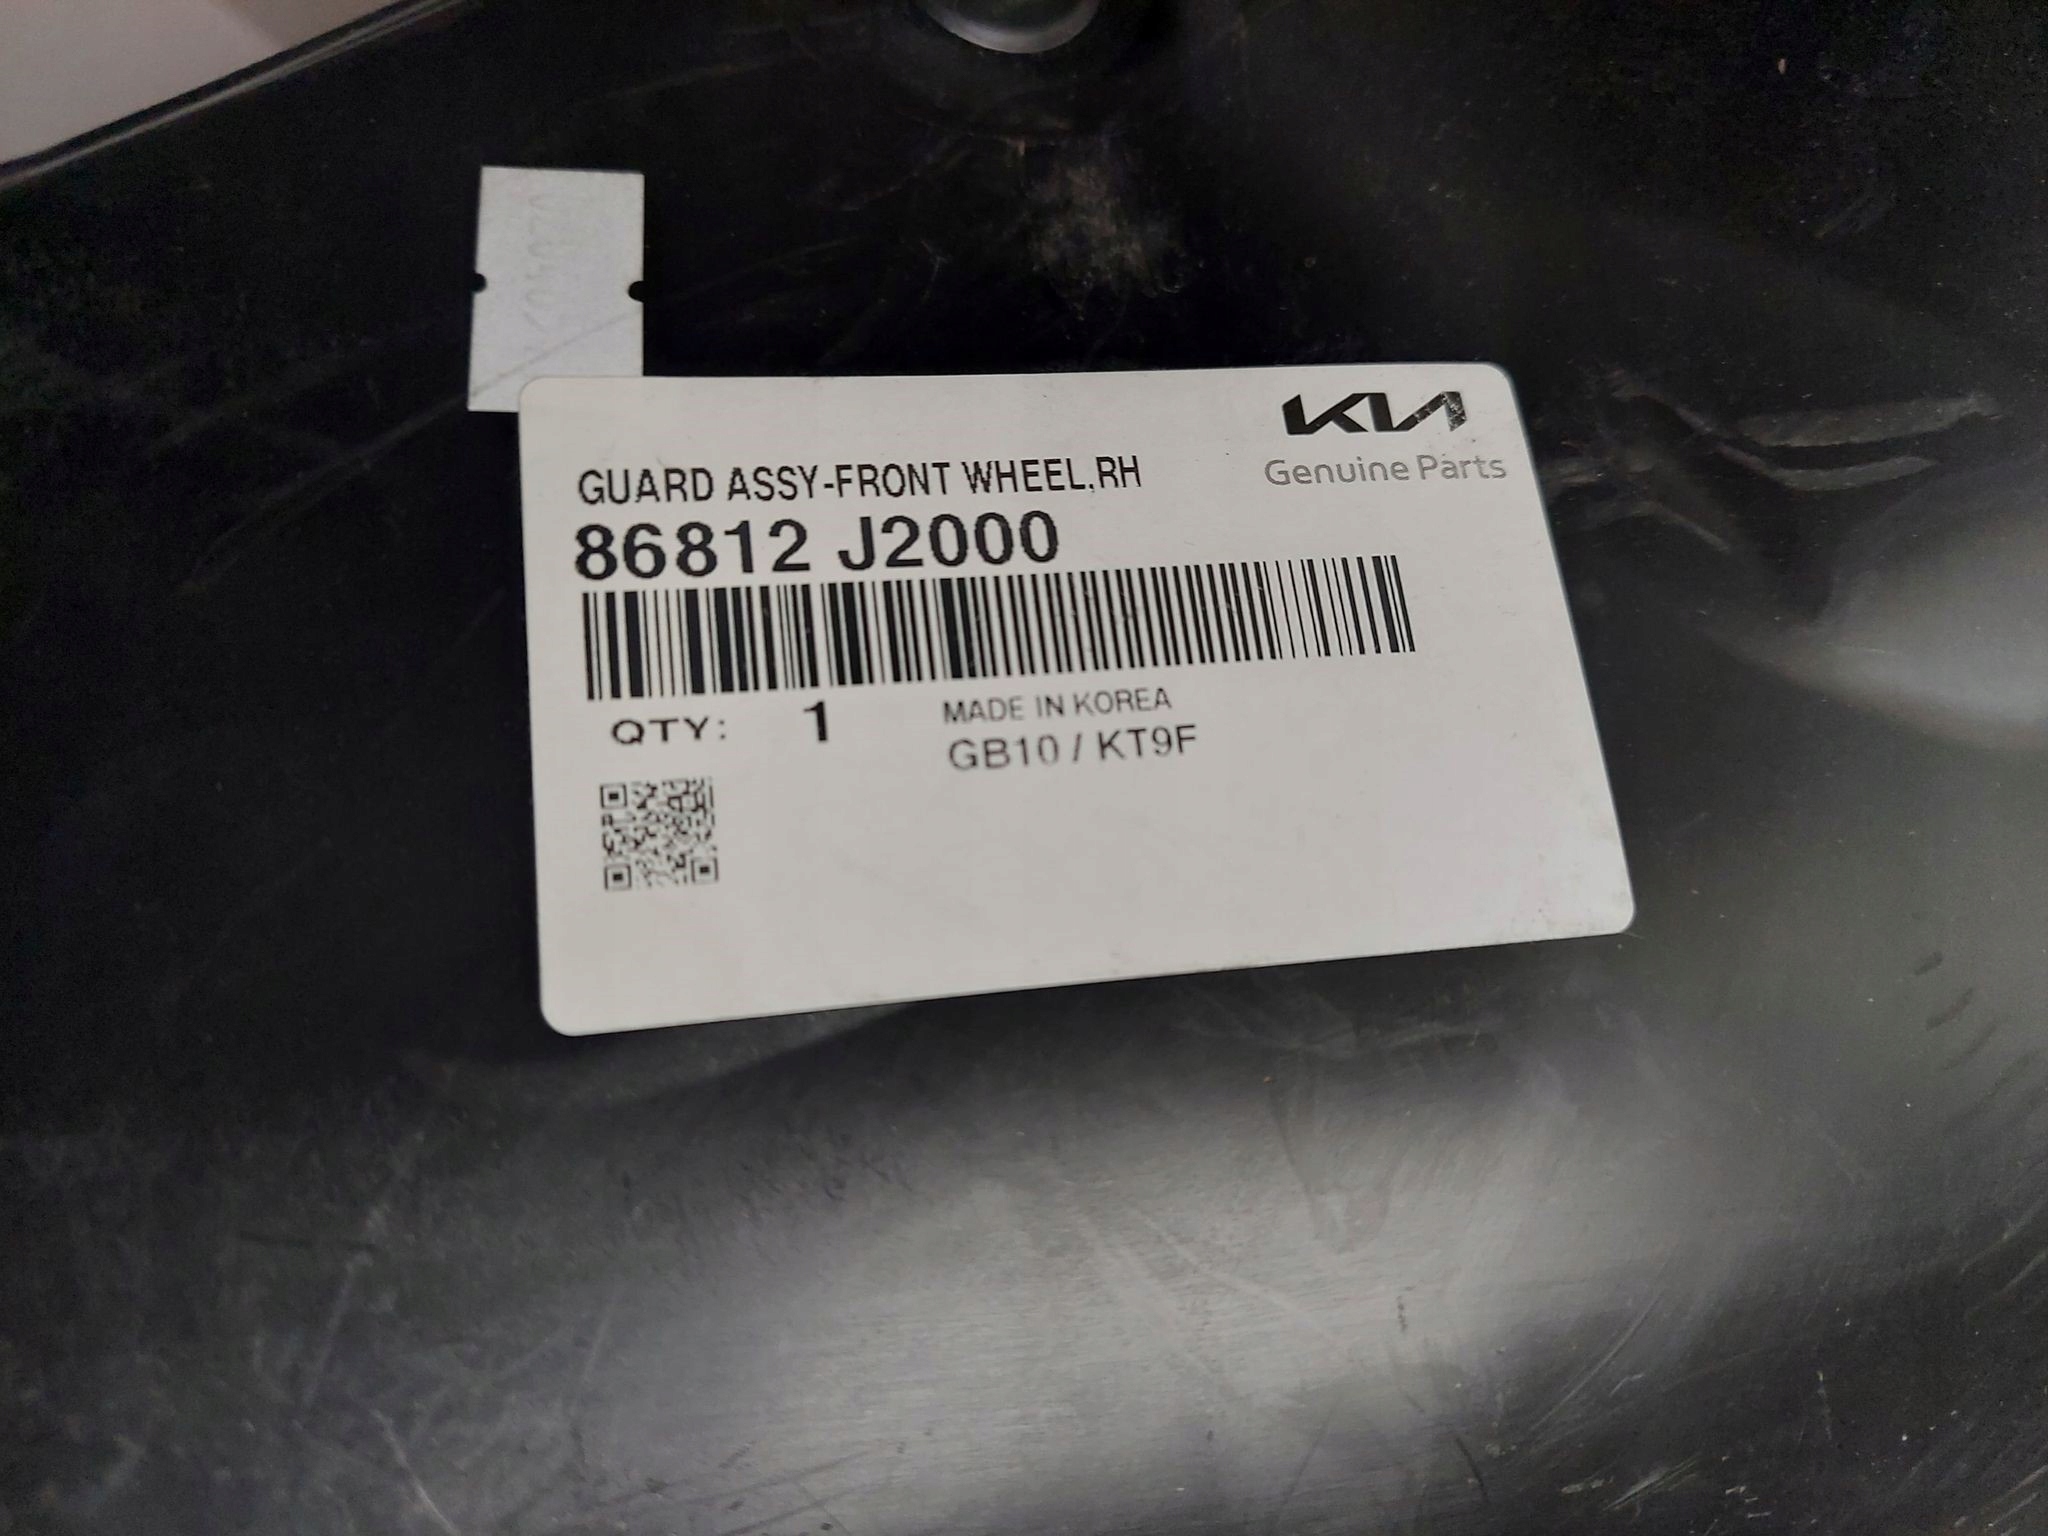 KIA
Genuine Parts
GUARD ASSY-FRONT WHEEL,RH
86812 J2000
QTY: 1
MADE IN KOREA
GB10 / KT9F